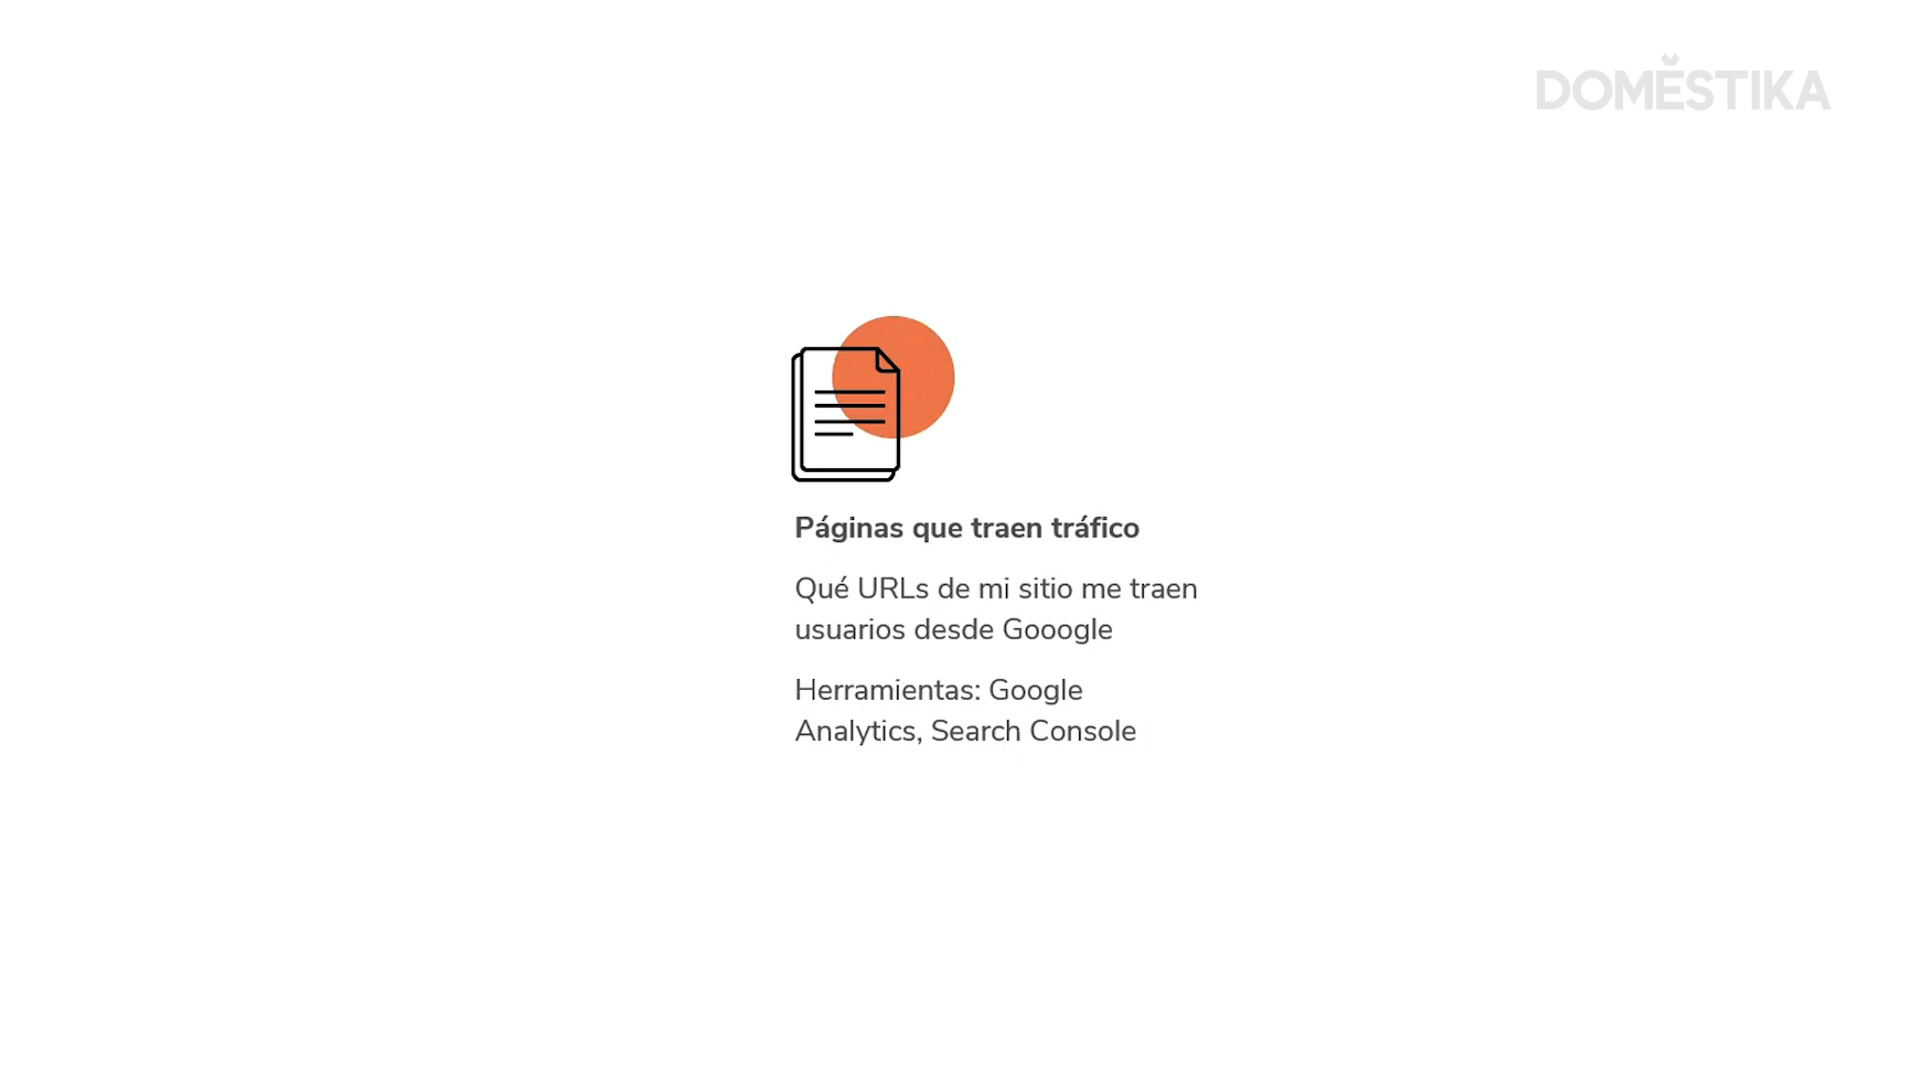 DOMĚSTIKA
Páginas que traen tráfico
Qué URLs de mi sitio me traen
usuarios desde Gooogle
Herramientas: Google
Analytics, Search Console